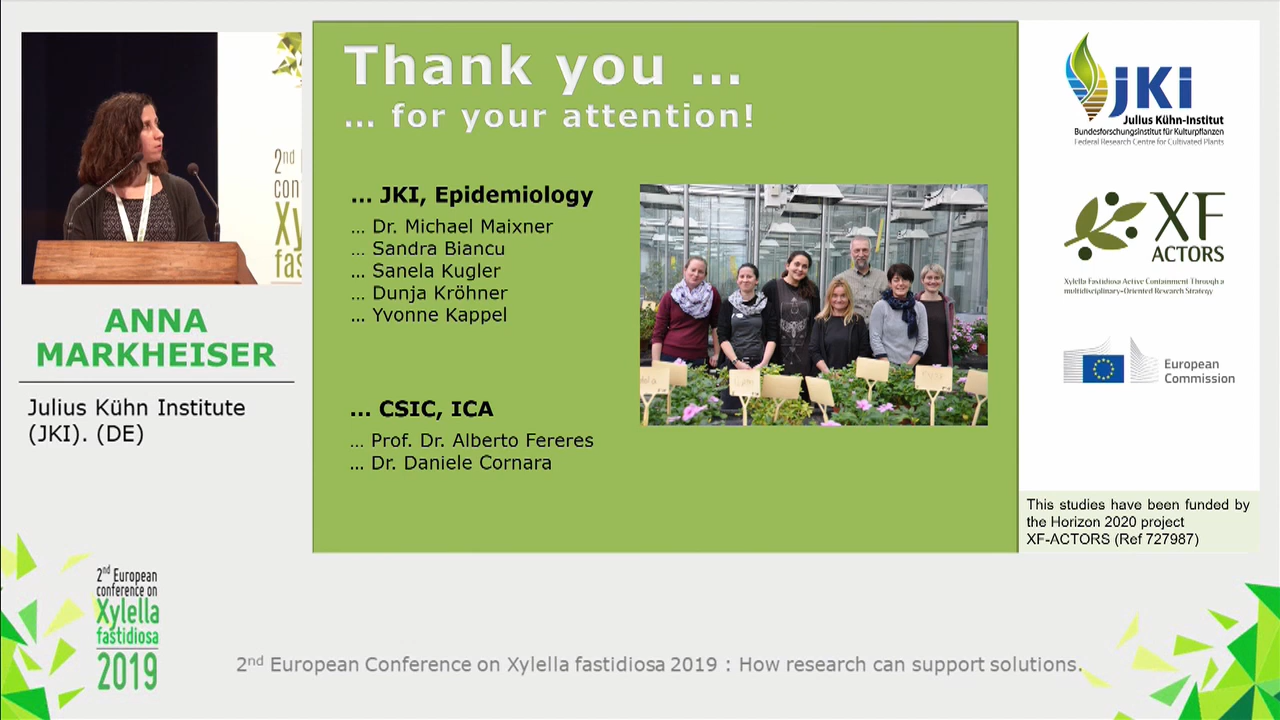 2nd
con
Xy
fas
ANNA
MARKHEISER
Julius Kühn Institute
(JKI). (DE)
Thank you ...
... for your attention!
... JKI, Epidemiology
... Dr. Michael Maixner
... Sandra Biancu
... Sanela Kugler
... Dunja Kröhner
... Yvonne Kappel
... CSIC, ICA
... Prof. Dr. Alberto Fereres
... Dr. Daniele Cornara
JKI
Julius Kühn-Institut
Bundesforschungsinstitut für Kulturpflanzen
Federal Research Centre for Cultivated Plants
XF
ACTORS
Xylella Fastidiosa Active Containment Through a
multidisciplinary-Oriented Research Strategy
European
Commission
This studies have been funded by
the Horizon 2020 project
XF-ACTORS (Ref 727987)
2nd European
conference on
Xylella
fastidiosa
2019
2nd European Conference on Xylella fastidiosa 2019 : How research can support solutions.